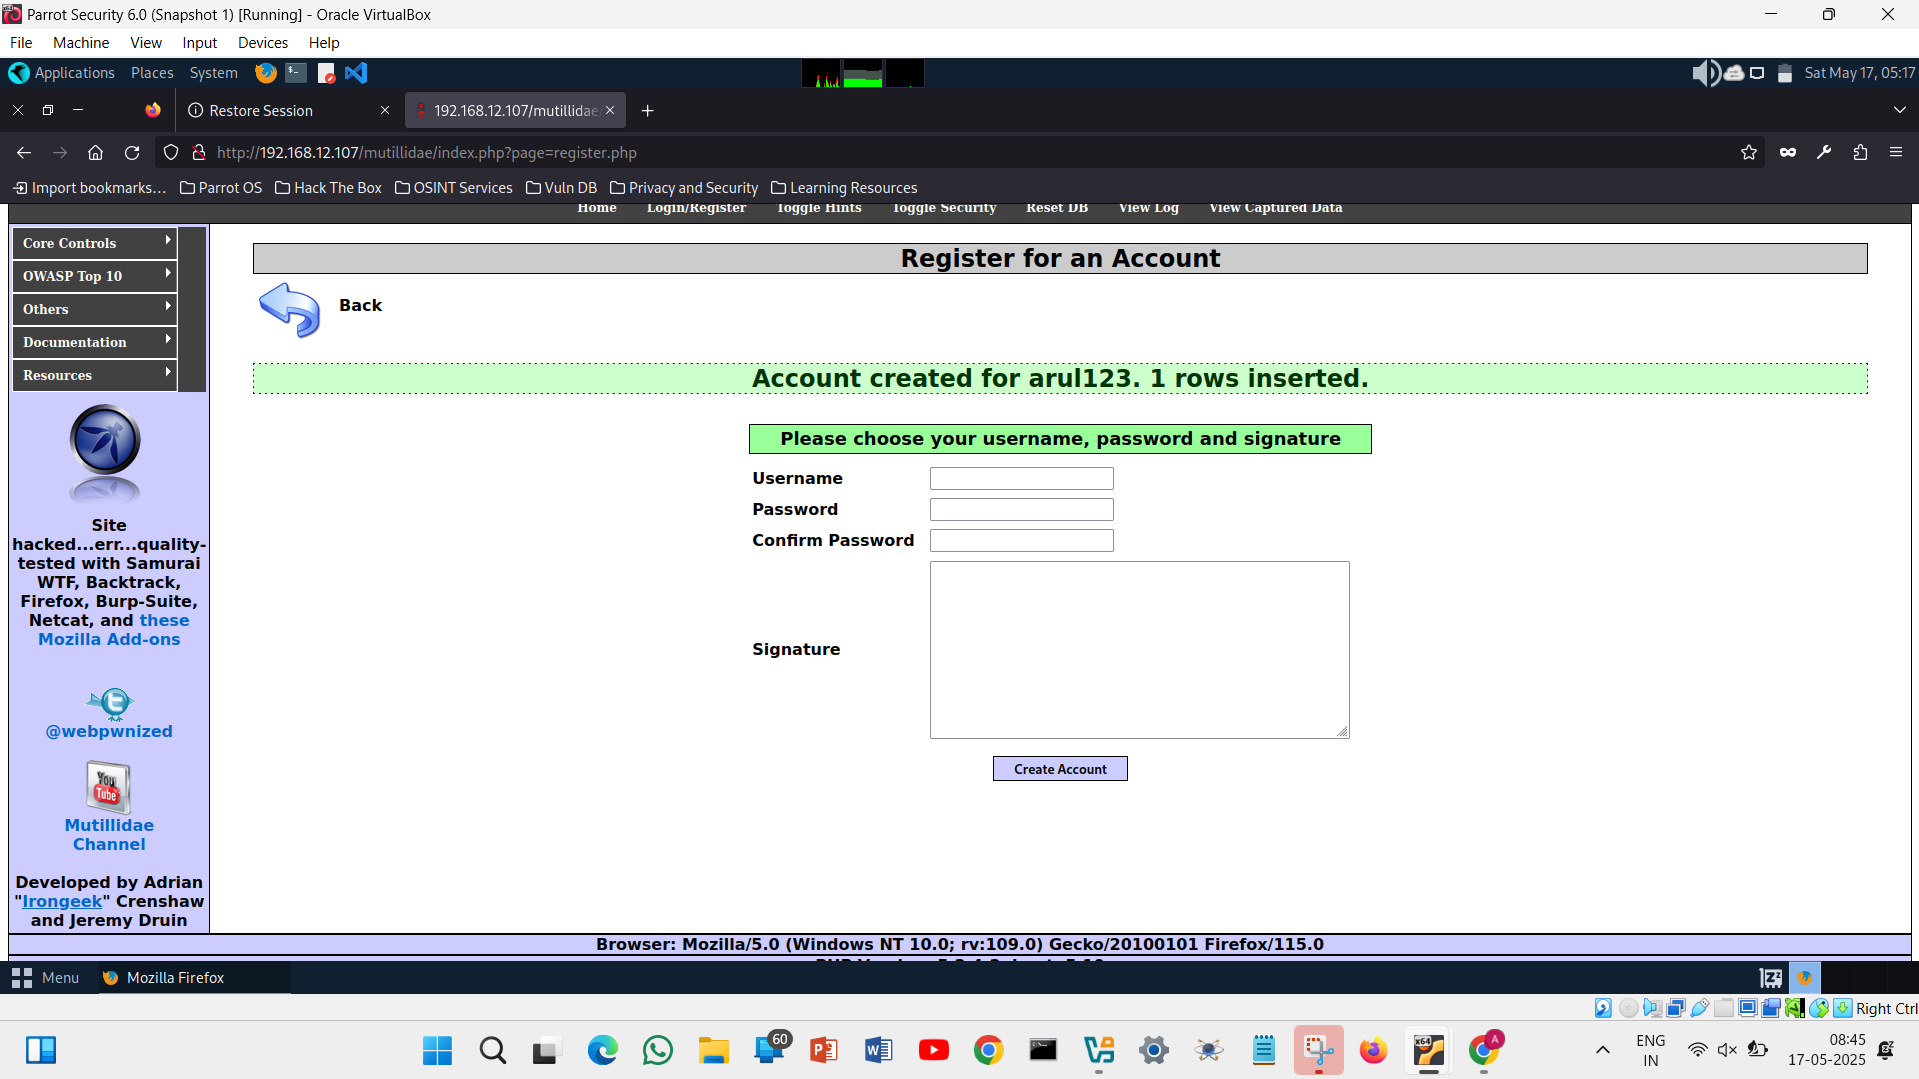 Parrot Security 6.0 (Snapshot 1) [Running] - Oracle VirtualBox
File Machine View Input Devices Help
Applications Places System
Sat May 17, 05:17
Restore Session
192.168.12.107/mutillidae/
http://192.168.12.107/mutillidae/index.php?page=register.php
Import bookmarks... Parrot OS Hack The Box OSINT Services Vuln DB Privacy and Security Learning Resources
Home Login/Register Toggle Hints Toggle Security Reset DB View Log View Captured Data
Core Controls
OWASP Top 10
Others
Documentation
Resources
Site
hacked...err...quality-
tested with Samurai
WTF, Backtrack,
Firefox, Burp-Suite,
Netcat, and these
Mozilla Add-ons
@webpwnized
You
Tube
Mutillidae
Channel
Developed by Adrian
"Irongeek" Crenshaw
and Jeremy Druin
Register for an Account
Back
Account created for arul123. 1 rows inserted.
Please choose your username, password and signature
Username
Password
Confirm Password
Signature
Create Account
Browser: Mozilla/5.0 (Windows NT 10.0; rv:109.0) Gecko/20100101 Firefox/115.0
Menu Mozilla Firefox
Right Ctrl
60
A
ENG
IN
08:45
17-05-2025